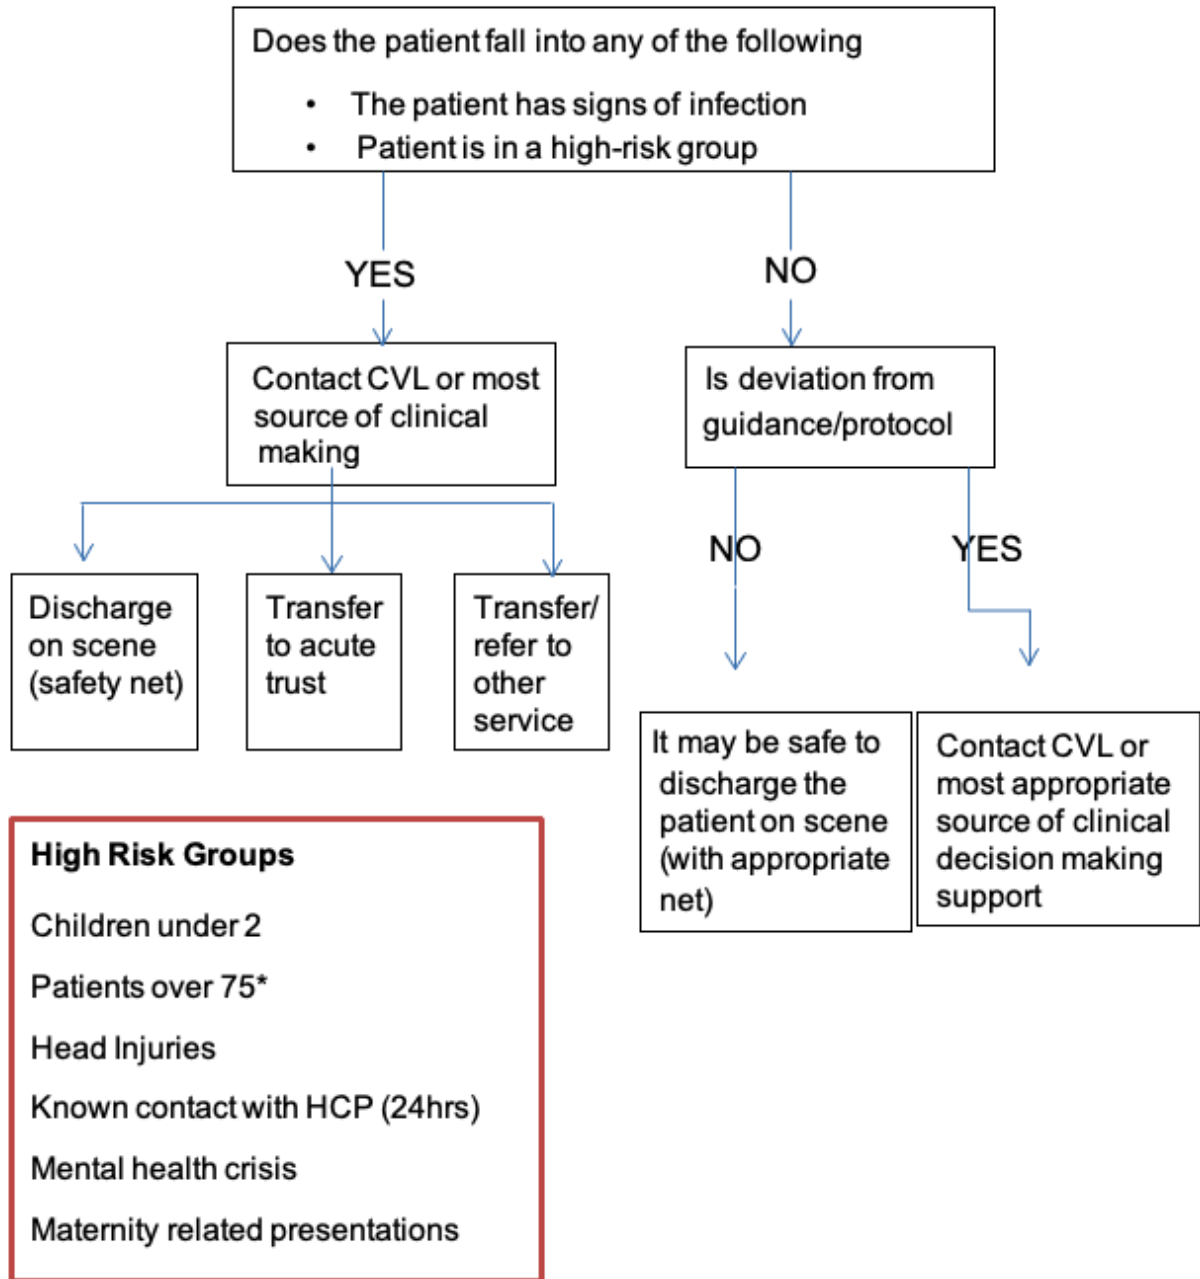 Does the patient fall into any of the following
• The patient has signs of infection
• Patient is in a high-risk group
YES
NO
Contact CVL or most
source of clinical
making
Is deviation from
guidance/protocol
NO
YES
Discharge
on scene
(safety net)
Transfer
to acute
trust
Transfer/
refer to
other
service
It may be safe to
discharge the
patient on scene
(with appropriate
net)
Contact CVL or
most appropriate
source of clinical
decision making
support
High Risk Groups
Children under 2
Patients over 75*
Head Injuries
Known contact with HCP (24hrs)
Mental health crisis
Maternity related presentations